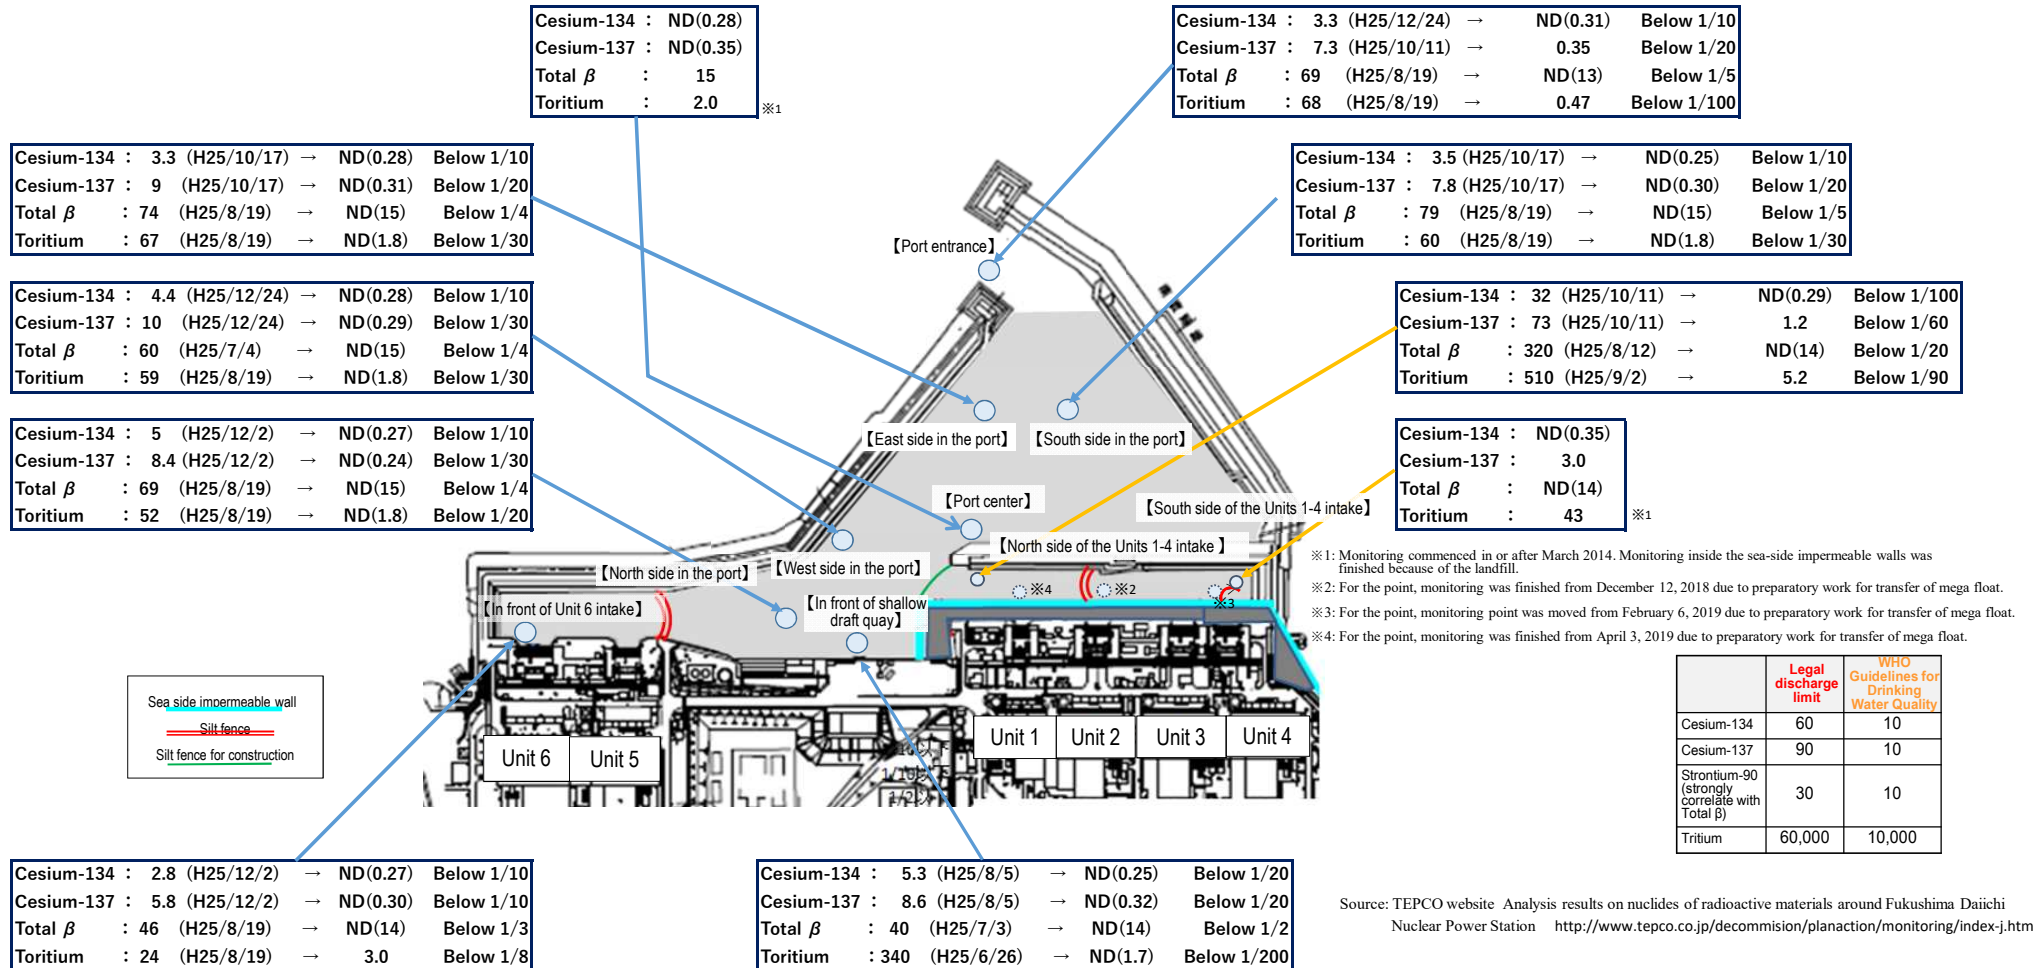 Cesium-134 : ND(0.28)
Cesium-137 : ND(0.35)
Total β : 15
Toritium : 2.0 ※1
Cesium-134 : 3.3 (H25/12/24) → ND(0.31) Below 1/10
Cesium-137 : 7.3 (H25/10/11) → 0.35 Below 1/20
Total β : 69 (H25/8/19) → ND(13) Below 1/5
Toritium : 68 (H25/8/19) → 0.47 Below 1/100
Cesium-134 : 3.3 (H25/10/17) → ND(0.28) Below 1/10
Cesium-137 : 9 (H25/10/17) → ND(0.31) Below 1/20
Total β : 74 (H25/8/19) → ND(15) Below 1/4
Toritium : 67 (H25/8/19) → ND(1.8) Below 1/30
Cesium-134 : 3.5 (H25/10/17) → ND(0.25) Below 1/10
Cesium-137 : 7.8 (H25/10/17) → ND(0.30) Below 1/20
Total β : 79 (H25/8/19) → ND(15) Below 1/5
Toritium : 60 (H25/8/19) → ND(1.8) Below 1/30
Cesium-134 : 4.4 (H25/12/24) → ND(0.28) Below 1/10
Cesium-137 : 10 (H25/12/24) → ND(0.29) Below 1/30
Total β : 60 (H25/7/4) → ND(15) Below 1/4
Toritium : 59 (H25/8/19) → ND(1.8) Below 1/30
Cesium-134 : 32 (H25/10/11) → ND(0.29) Below 1/100
Cesium-137 : 73 (H25/10/11) → 1.2 Below 1/60
Total β : 320 (H25/8/12) → ND(14) Below 1/20
Toritium : 510 (H25/9/2) → 5.2 Below 1/90
Cesium-134 : 5 (H25/12/2) → ND(0.27) Below 1/10
Cesium-137 : 8.4 (H25/12/2) → ND(0.24) Below 1/30
Total β : 69 (H25/8/19) → ND(15) Below 1/4
Toritium : 52 (H25/8/19) → ND(1.8) Below 1/20
Cesium-134 : ND(0.35)
Cesium-137 : 3.0
Total β : ND(14)
Toritium : 43 ※1
【Port entrance】
【East side in the port】
【South side in the port】
【Port center】
【South side of the Units 1-4 intake】
【North side of the Units 1-4 intake 】
【West side in the port】
【North side in the port】
【In front of Unit 6 intake】
【In front of shallow
draft quay】
※4
※2
※3
※1: Monitoring commenced in or after March 2014. Monitoring inside the sea-side impermeable walls was
finished because of the landfill.
※2: For the point, monitoring was finished from December 12, 2018 due to preparatory work for transfer of mega float.
※3: For the point, monitoring point was moved from February 6, 2019 due to preparatory work for transfer of mega float.
※4: For the point, monitoring was finished from April 3, 2019 due to preparatory work for transfer of mega float.
Sea side impermeable wall
Silt fence
Silt fence for construction
Unit 6
Unit 5
Unit 1
Unit 2
Unit 3
Unit 4
1/10
1/2
Legal
discharge
limit
WHO
Guidelines for
Drinking
Water Quality
Cesium-134 60 10
Cesium-137 90 10
Strontium-90
(strongly
correlate with
Total β)
30 10
Tritium 60,000 10,000
Cesium-134 : 2.8 (H25/12/2) → ND(0.27) Below 1/10
Cesium-137 : 5.8 (H25/12/2) → ND(0.30) Below 1/10
Total β : 46 (H25/8/19) → ND(14) Below 1/3
Toritium : 24 (H25/8/19) → 3.0 Below 1/8
Cesium-134 : 5.3 (H25/8/5) → ND(0.25) Below 1/20
Cesium-137 : 8.6 (H25/8/5) → ND(0.32) Below 1/20
Total β : 40 (H25/7/3) → ND(14) Below 1/2
Toritium : 340 (H25/6/26) → ND(1.7) Below 1/200
Source: TEPCO website Analysis results on nuclides of radioactive materials around Fukushima Daiichi
Nuclear Power Station http://www.tepco.co.jp/decommision/planaction/monitoring/index-j.htm